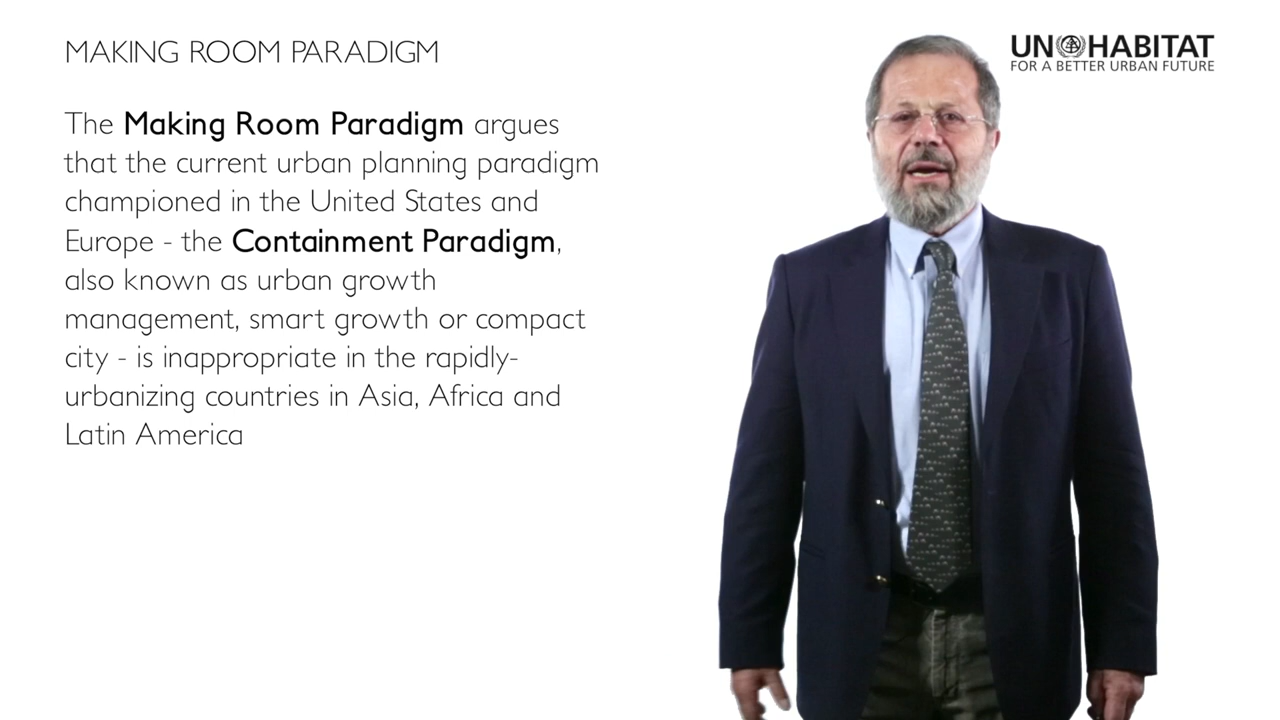 MAKING ROOM PARADIGM
UN HABITAT
FOR A BETTER URBAN FUTURE
The Making Room Paradigm argues
that the current urban planning paradigm
championed in the United States and
Europe - the Containment Paradigm,
also known as urban growth
management, smart growth or compact
city - is inappropriate in the rapidly-
urbanizing countries in Asia, Africa and
Latin America